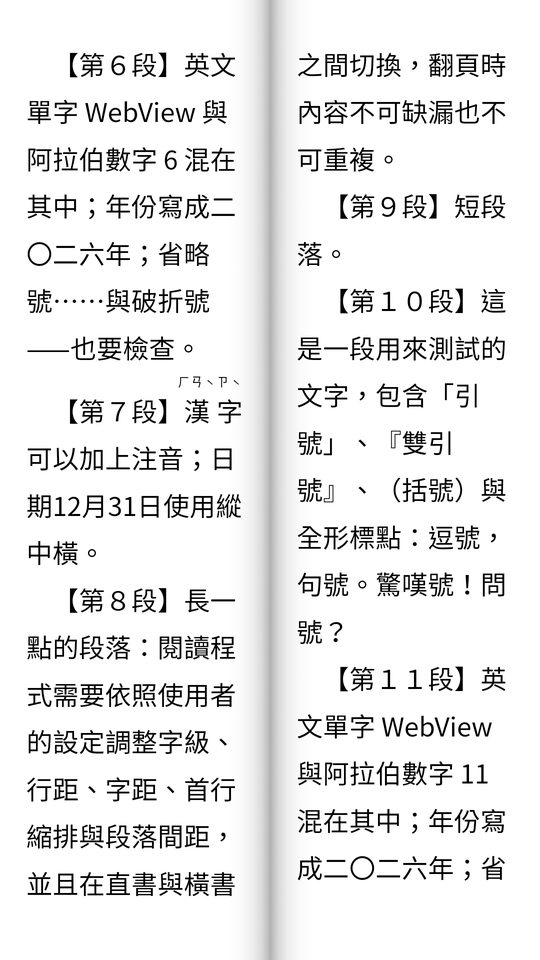 【第６段】英文
單字 WebView 與
阿拉伯數字 6 混在
其中；年份寫成二
〇二六年；省略
號……與破折號
——也要檢查。
ㄏㄢˋㄗˋ
【第７段】漢字
可以加上注音；日
期12月31日使用縱
中橫。
【第８段】長一
點的段落：閱讀程
式需要依照使用者
的設定調整字級、
行距、字距、首行
縮排與段落間距，
並且在直書與橫書
之間切換，翻頁時
內容不可缺漏也不
可重複。
【第９段】短段
落。
【第１０段】這
是一段用來測試的
文字，包含「引
號」、『雙引
號』、（括號）與
全形標點：逗號，
句號。驚嘆號！問
號？
【第１１段】英
文單字 WebView
與阿拉伯數字 11
混在其中；年份寫
成二〇二六年；省